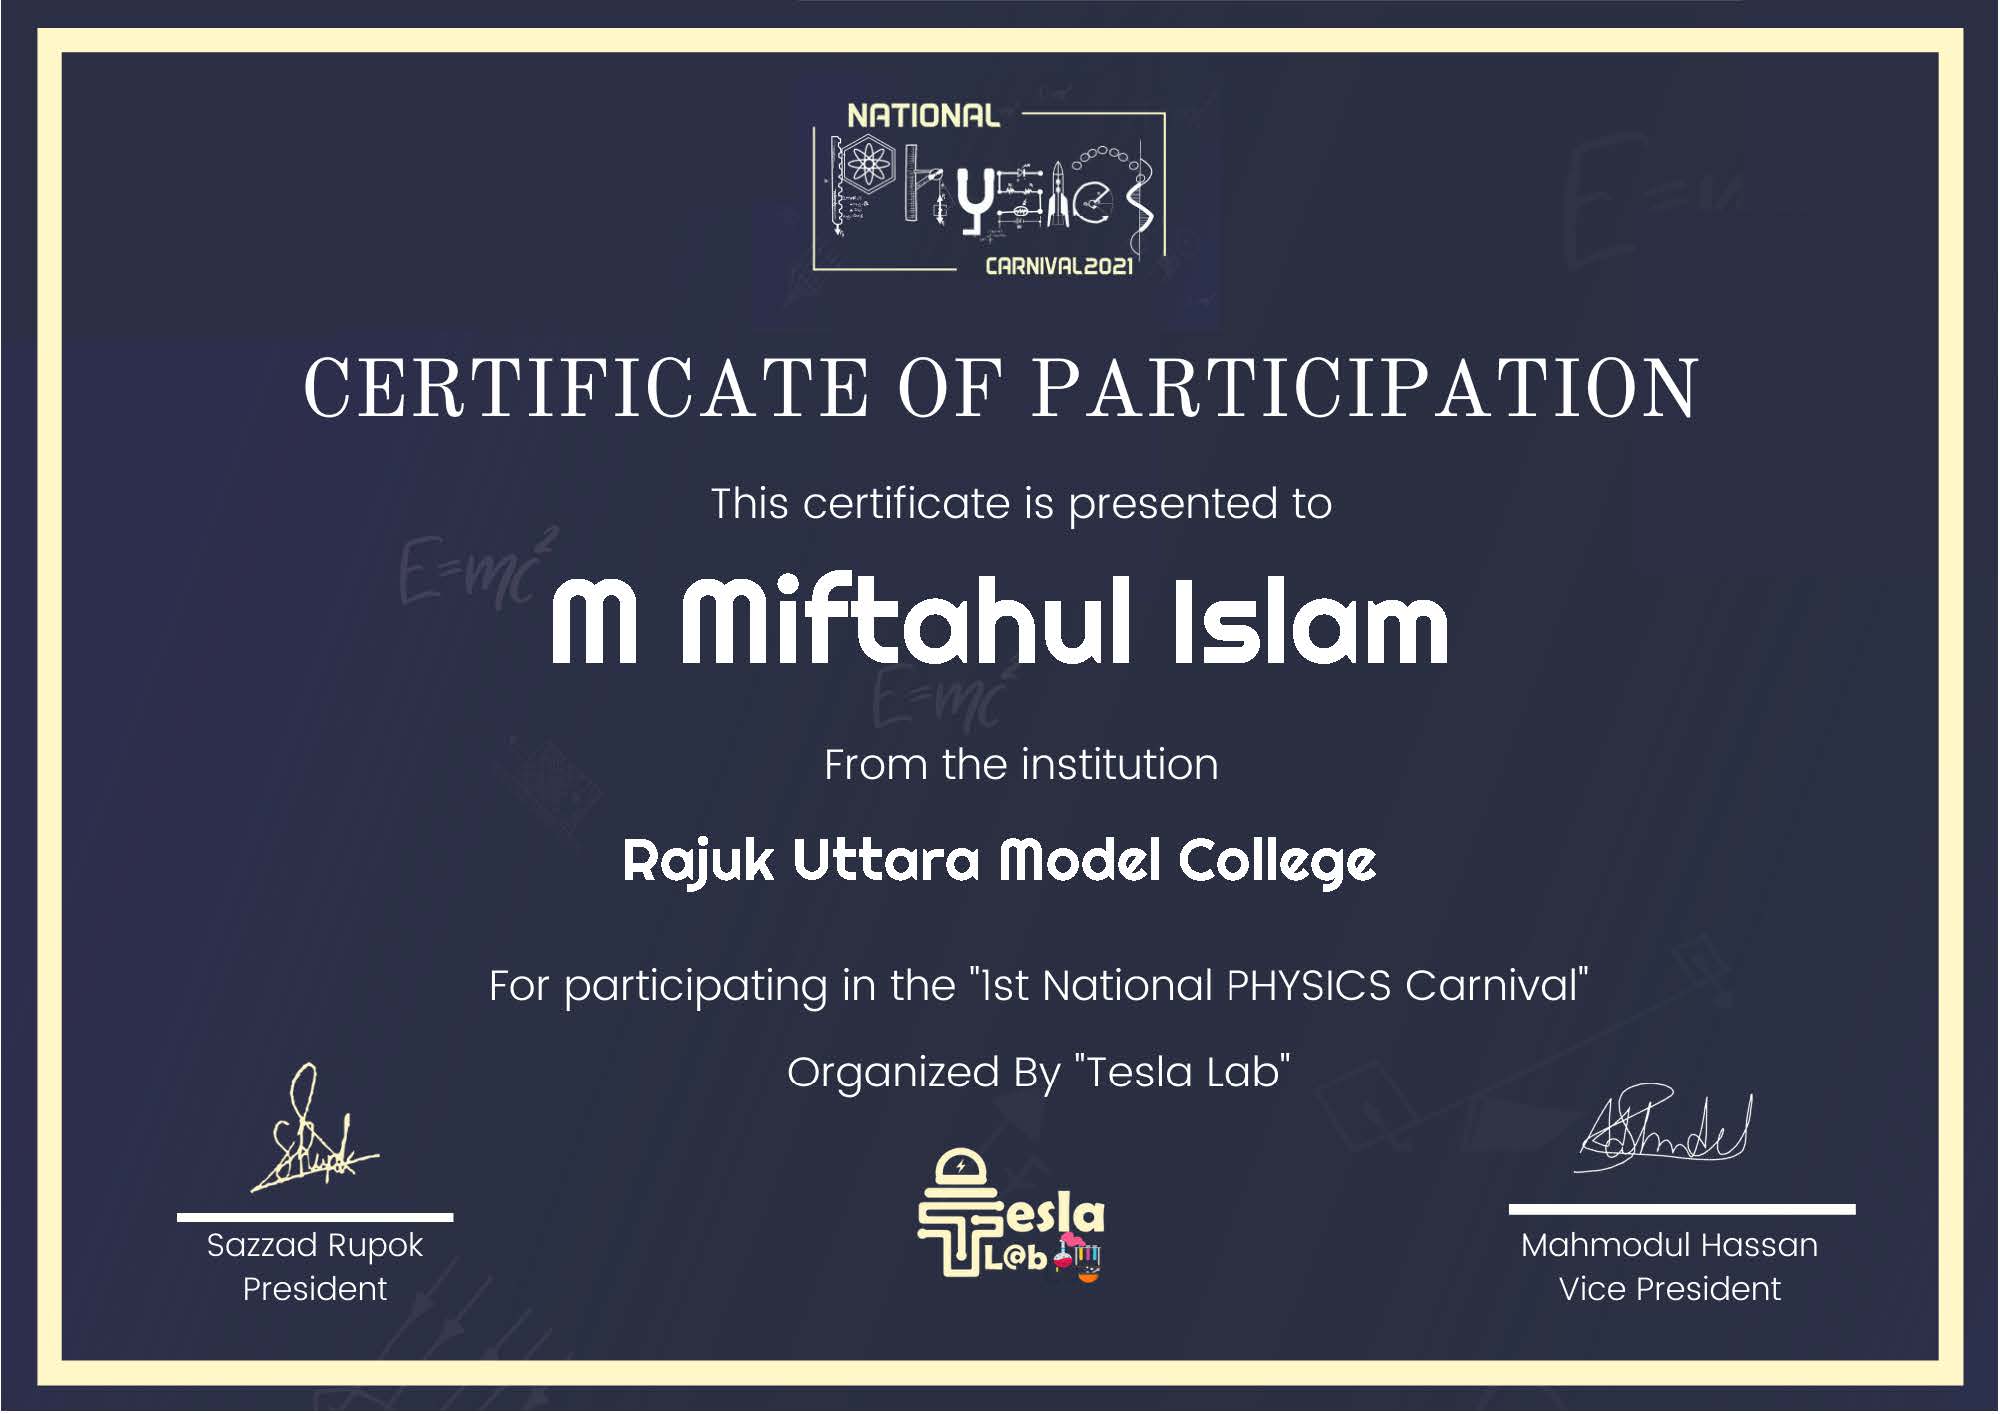 NATIONAL
Physics
CARNIVAL2021
CERTIFICATE OF PARTICIPATION
This certificate is presented to
E=mc²
M Miftahul Islam
E=mc²
From the institution
Rajuk Uttara Model College
For participating in the "1st National PHYSICS Carnival"
Organized By "Tesla Lab"
Tesla
L@b
Sazzad Rupok
President
Mahmodul Hassan
Vice President